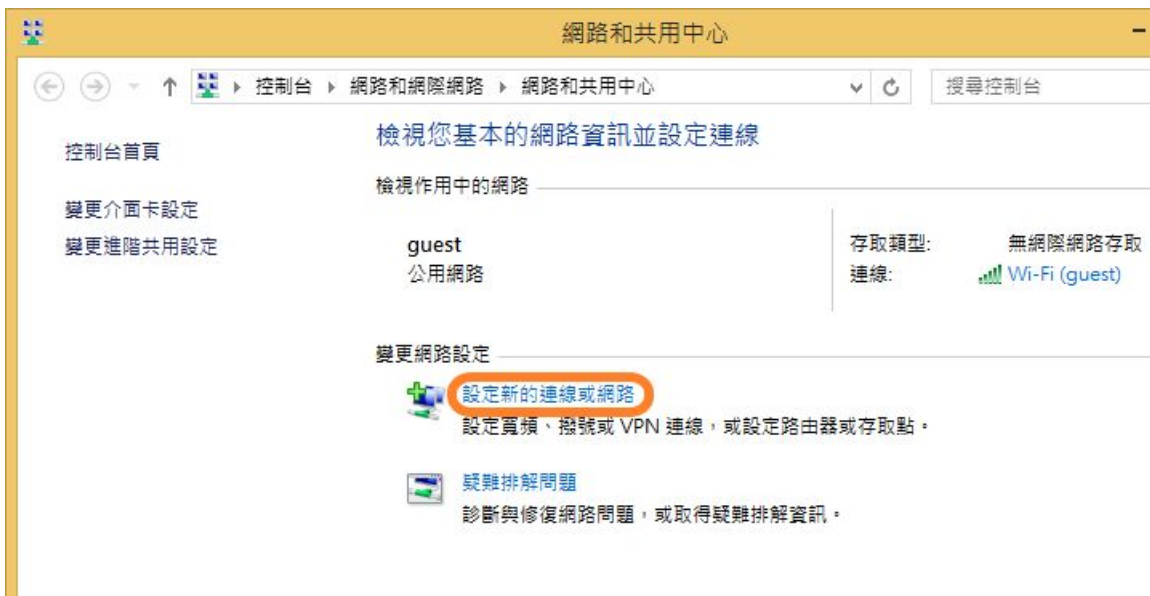 網路和共用中心
控制台 網路和網際網路 網路和共用中心
搜尋控制台
控制台首頁
變更介面卡設定
變更進階共用設定
檢視您基本的網路資訊並設定連線
檢視作用中的網路
guest
公用網路
存取類型: 無網際網路存取
連線: Wi-Fi (guest)
變更網路設定
設定新的連線或網路
設定寬頻、撥號或 VPN 連線，或設定路由器或存取點。
疑難排解問題
診斷與修復網路問題，或取得疑難排解資訊。